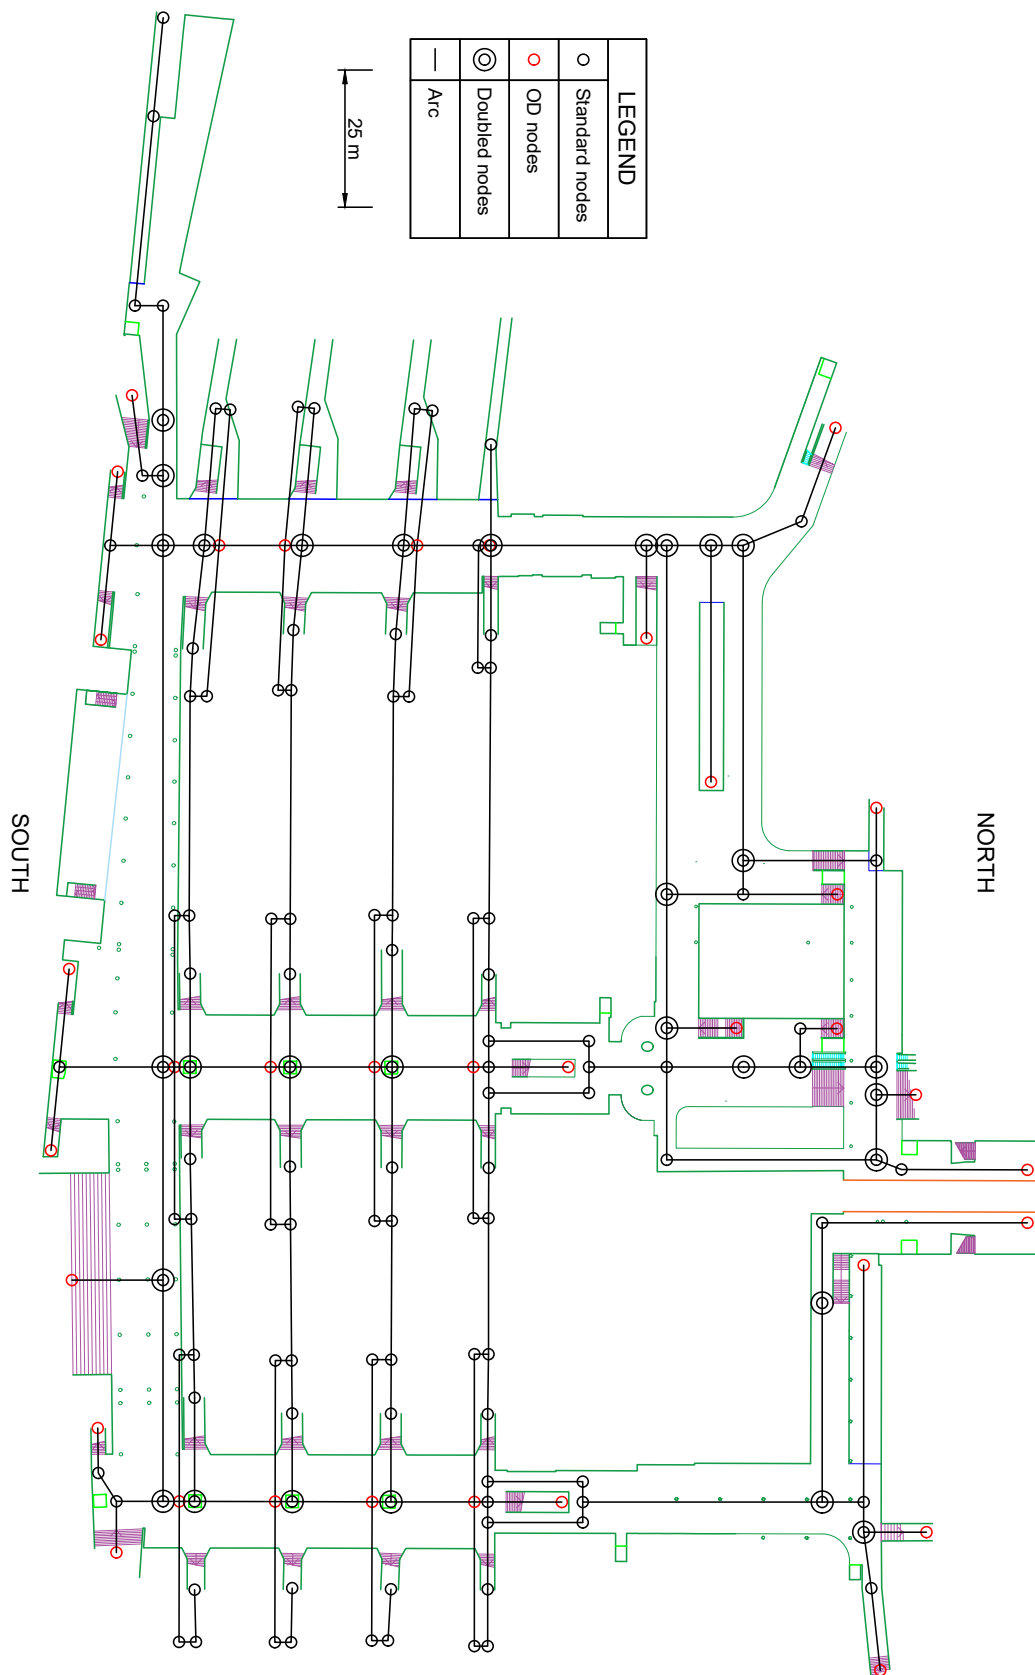 LEGEND
Standard nodes
OD nodes
Doubled nodes
Arc
25 m
NORTH
SOUTH